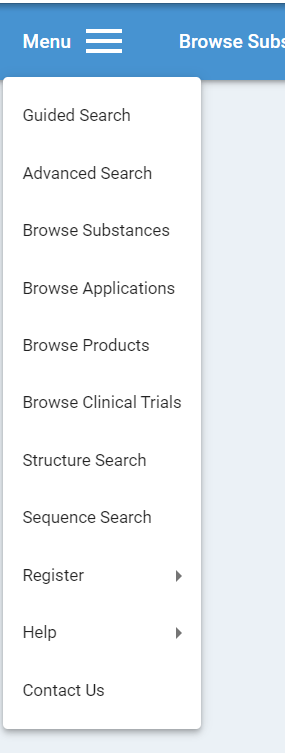 Menu
Browse Subs
Guided Search
Advanced Search
Browse Substances
Browse Applications
Browse Products
Browse Clinical Trials
Structure Search
Sequence Search
Register
Help
Contact Us